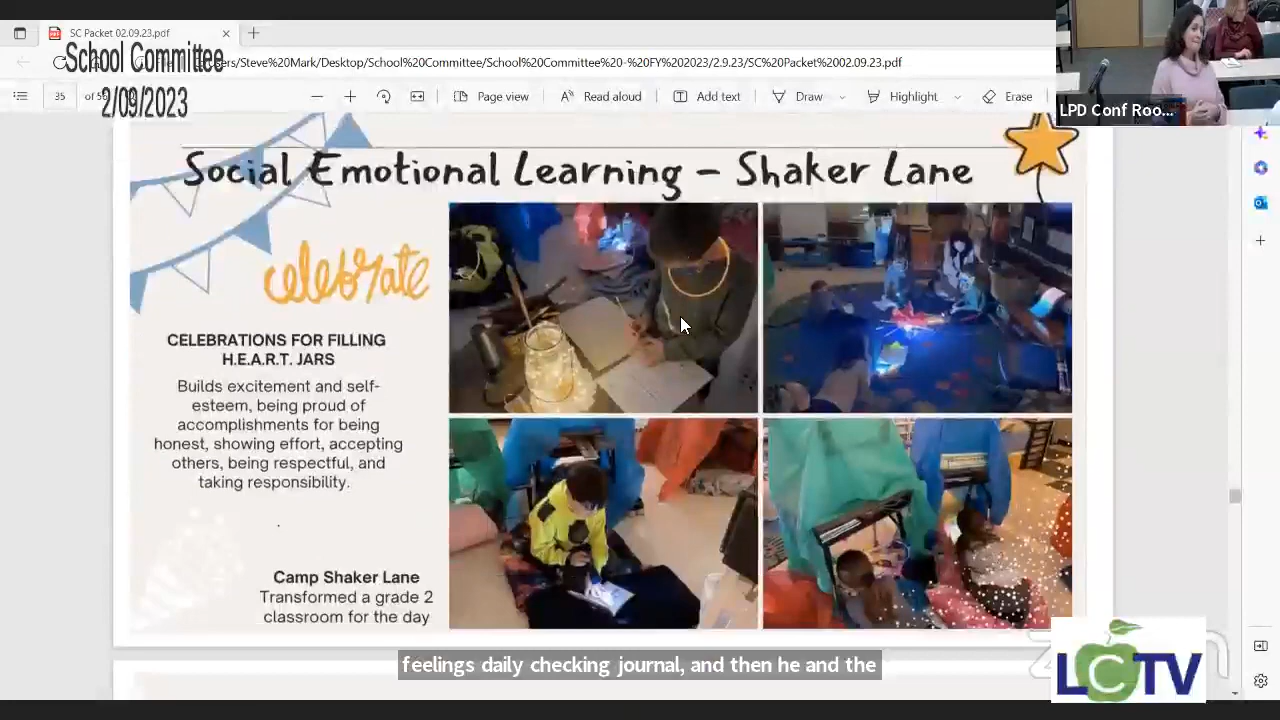 SC Packet 02.09.23.pdf
School Committee
2/09/2023
ers/Steve%20Mark/Desktop/School%20Committee/School%20Committee%20-%20FY%202023/2.9.23/SC%20Packet%2002.09.23.pdf
35
Page view
Read aloud
Add text
Draw
Highlight
Erase
LPD Conf Roo...
Social Emotional Learning - Shaker Lane
celebrate
CELEBRATIONS FOR FILLING
H.E.A.R.T. JARS
Builds excitement and self-
esteem, being proud of
accomplishments for being
honest, showing effort, accepting
others, being respectful, and
taking responsibility.
Camp Shaker Lane
Transformed a grade 2
classroom for the day
feelings daily checking journal, and then he and the
LCTV